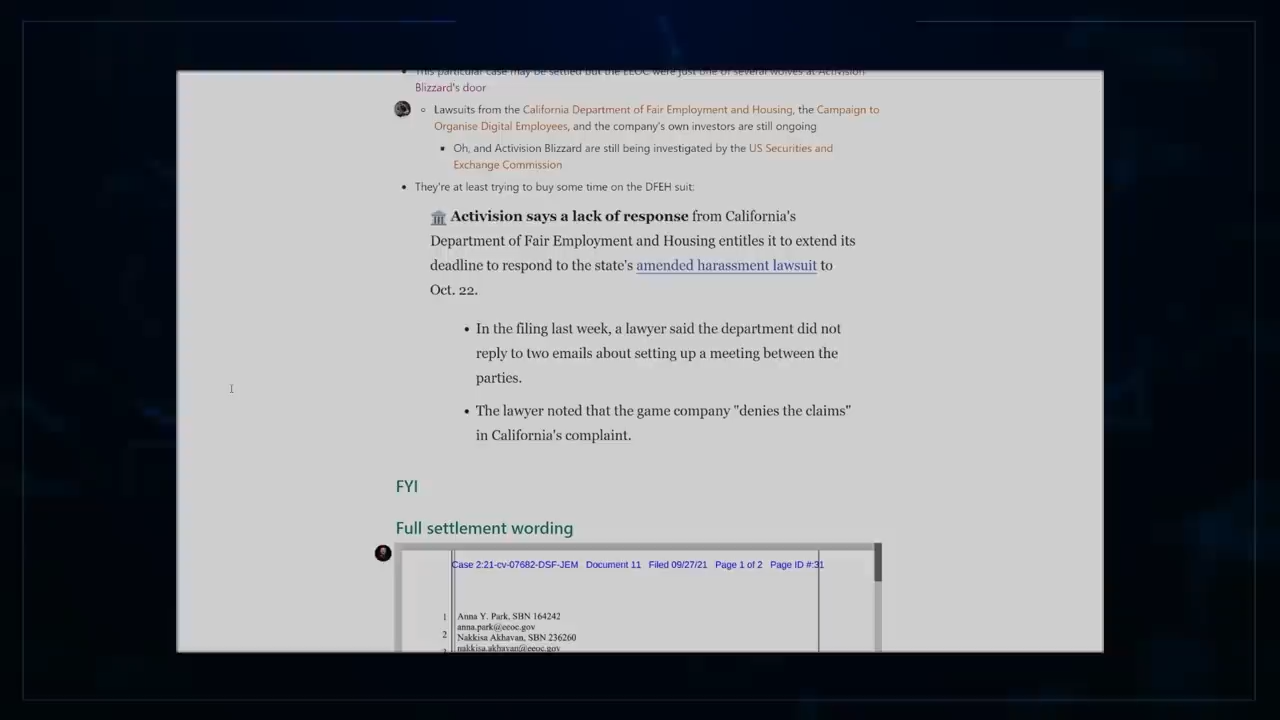 This particular case may be settled but the EEOC were just one of several wolves at Activision
Blizzard's door
Lawsuits from the California Department of Fair Employment and Housing, the Campaign to
Organise Digital Employees, and the company's own investors are still ongoing
Oh, and Activision Blizzard are still being investigated by the US Securities and
Exchange Commission
They're at least trying to buy some time on the DFEH suit:
Activision says a lack of response from California's
Department of Fair Employment and Housing entitles it to extend its
deadline to respond to the state's amended harassment lawsuit to
Oct. 22.
In the filing last week, a lawyer said the department did not
reply to two emails about setting up a meeting between the
parties.
The lawyer noted that the game company "denies the claims"
in California's complaint.
FYI
Full settlement wording
Case 2:21-cv-07682-DSF-JEM Document 11 Filed 09/27/21 Page 1 of 2 Page ID #:31
1 Anna Y. Park, SBN 164242
anna.park@eeoc.gov
2 Nakkisa Akhavan, SBN 236260
nakkisa.akhavan@eeoc.gov